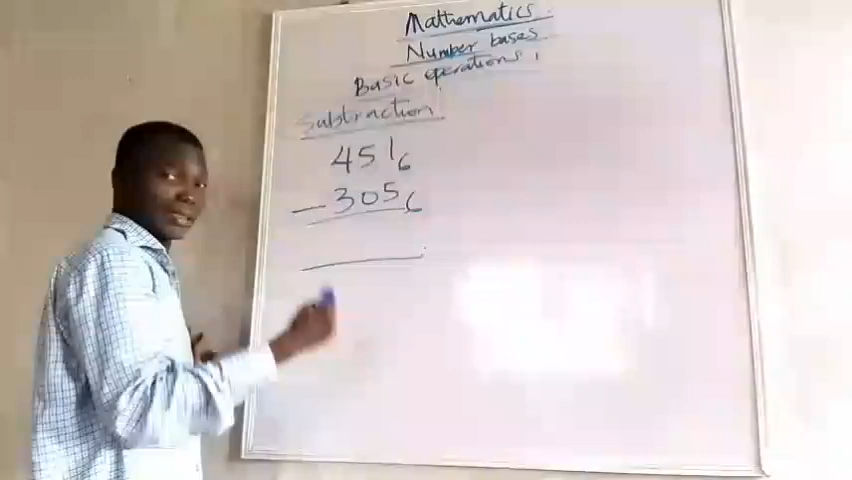 Mathematics
Number bases
Basic operations
Subtraction
451₆
- 305₆